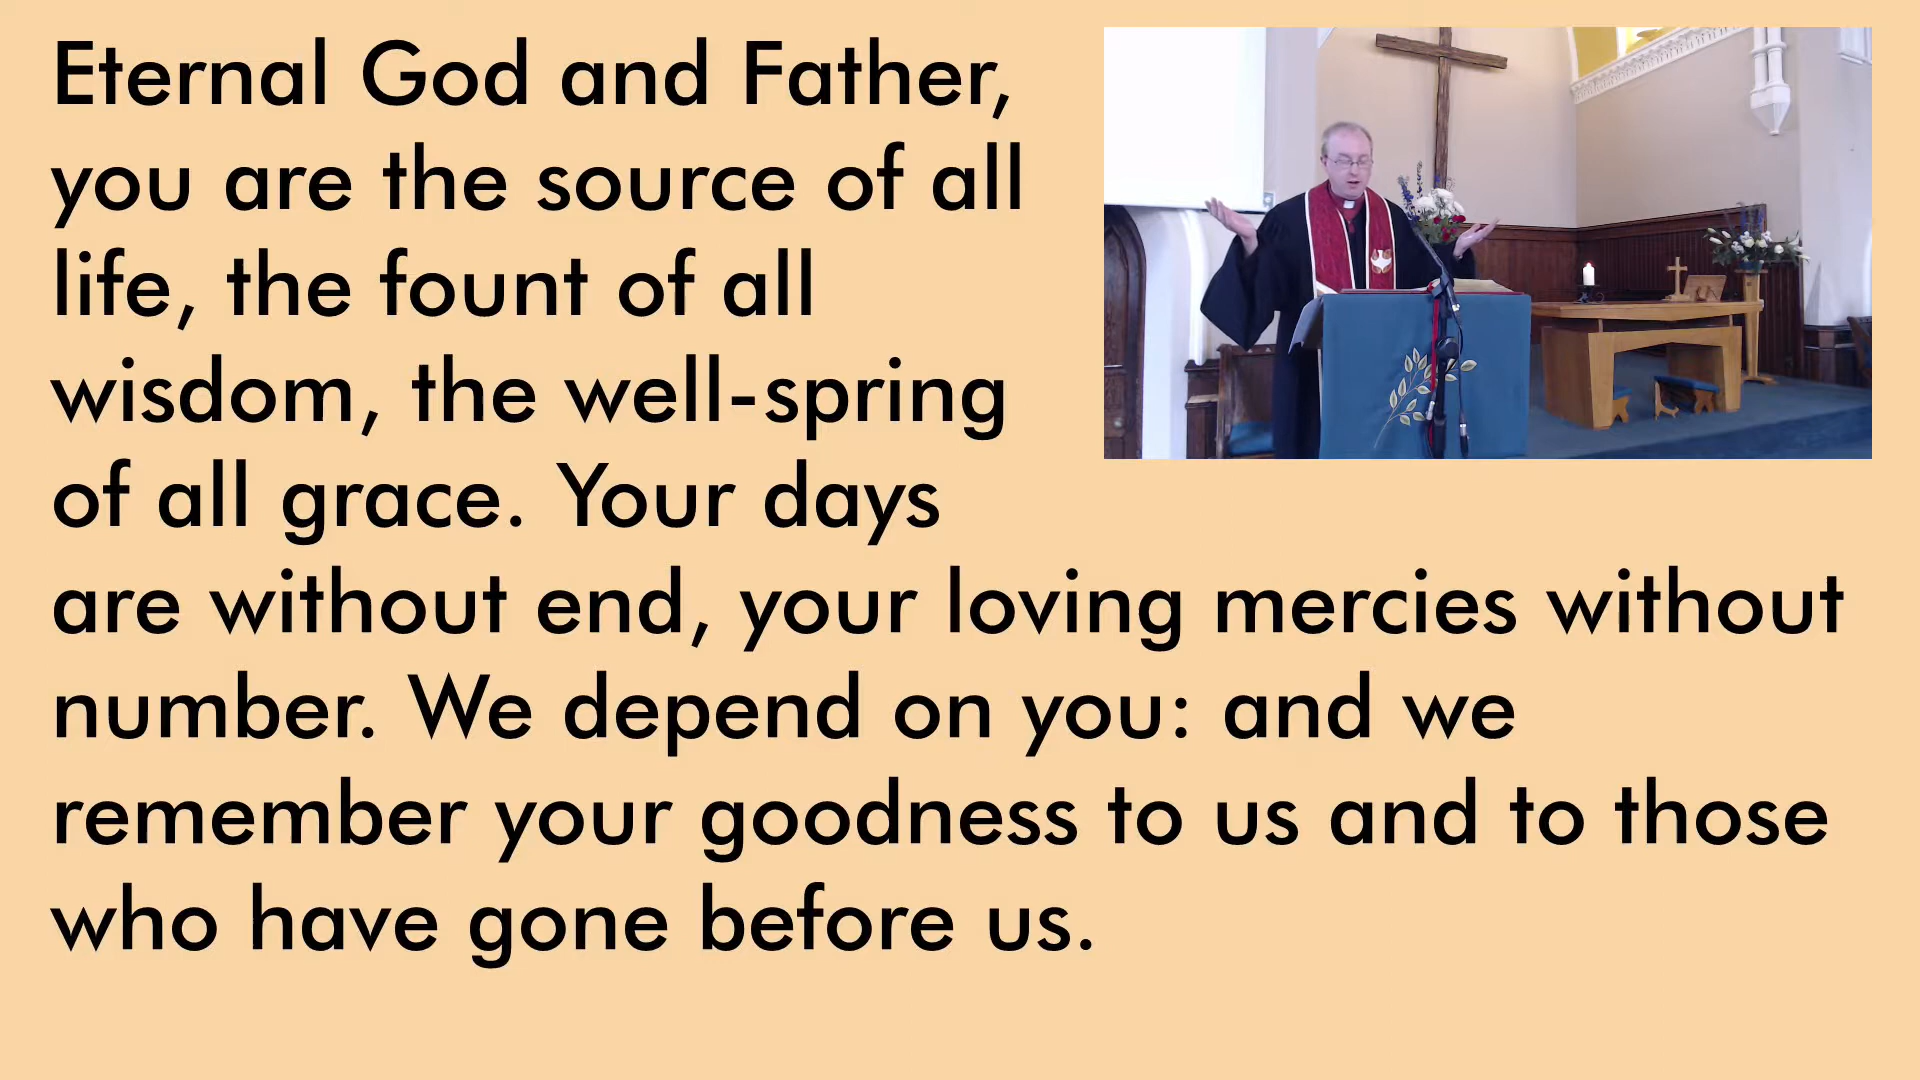 Eternal God and Father,
you are the source of all
life, the fount of all
wisdom, the well-spring
of all grace. Your days
are without end, your loving mercies without
number. We depend on you: and we
remember your goodness to us and to those
who have gone before us.